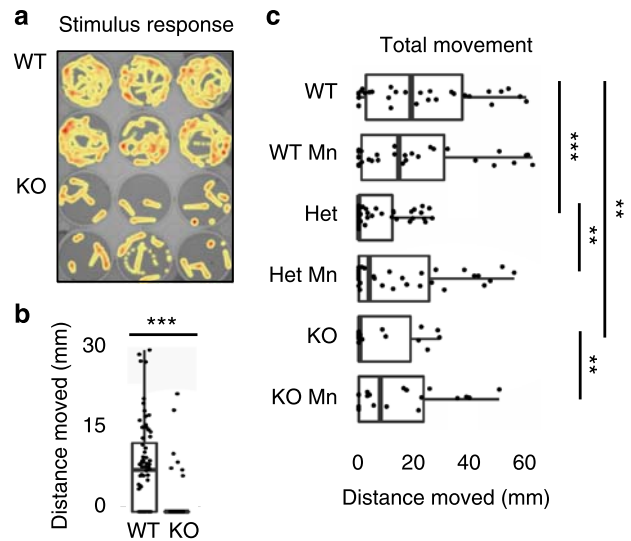 a
Stimulus response
WT
KO
b
***
Distance moved (mm)
30
15
0
WT KO
c
Total movement
WT
WT Mn
Het
Het Mn
KO
KO Mn
***
**
**
**
0 20 40 60
Distance moved (mm)